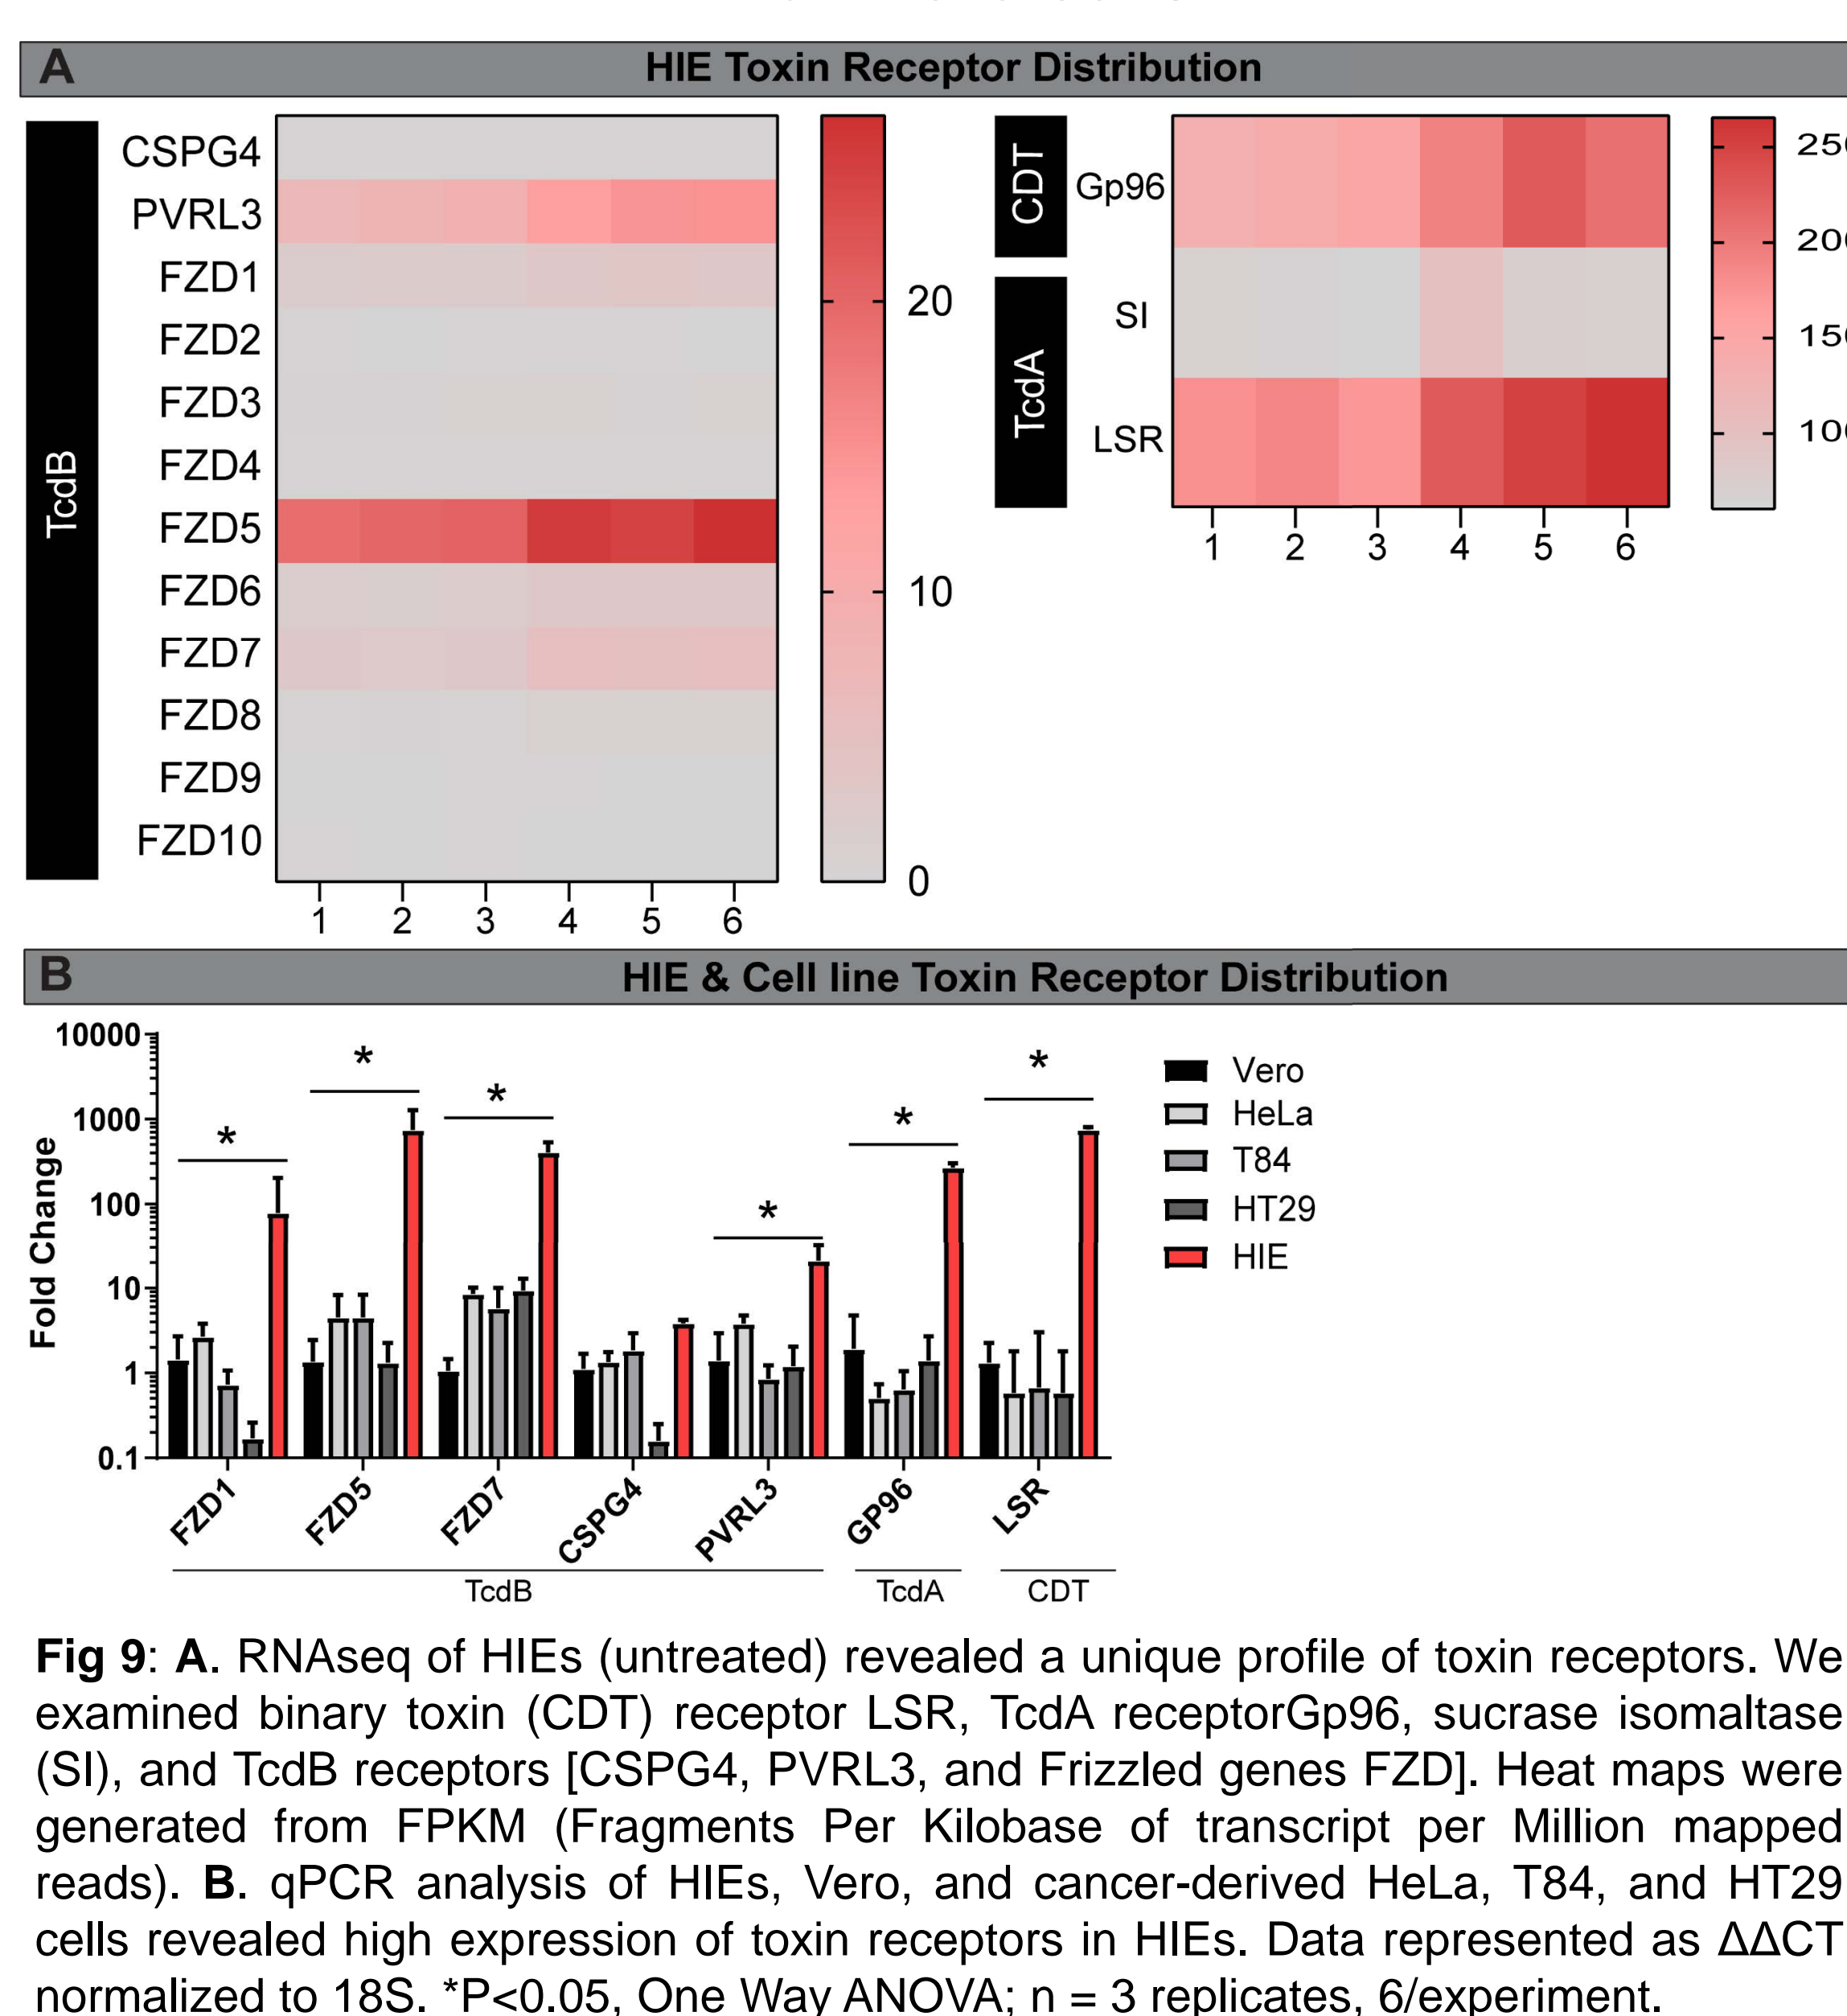 A HIE Toxin Receptor Distribution
TcdB
CSPG4
PVRL3
FZD1
FZD2
FZD3
FZD4
FZD5
FZD6
FZD7
FZD8
FZD9
FZD10
1 2 3 4 5 6
20
10
0
CDT
TcdA
Gp96
SI
LSR
1 2 3 4 5 6
B HIE & Cell line Toxin Receptor Distribution
Fold Change
10000
1000
100
10
1
0.1
* * * * * *
FZD1 FZD5 FZD7 CSPG4 PVRL3 GP96 LSR
TcdB TcdA CDT
Vero
HeLa
T84
HT29
HIE
Fig 9: A. RNAseq of HIEs (untreated) revealed a unique profile of toxin receptors. We
examined binary toxin (CDT) receptor LSR, TcdA receptorGp96, sucrase isomaltase
(SI), and TcdB receptors [CSPG4, PVRL3, and Frizzled genes FZD]. Heat maps were
generated from FPKM (Fragments Per Kilobase of transcript per Million mapped
reads). B. qPCR analysis of HIEs, Vero, and cancer-derived HeLa, T84, and HT29
cells revealed high expression of toxin receptors in HIEs. Data represented as ΔΔCT
normalized to 18S. *P<0.05, One Way ANOVA; n = 3 replicates, 6/experiment.